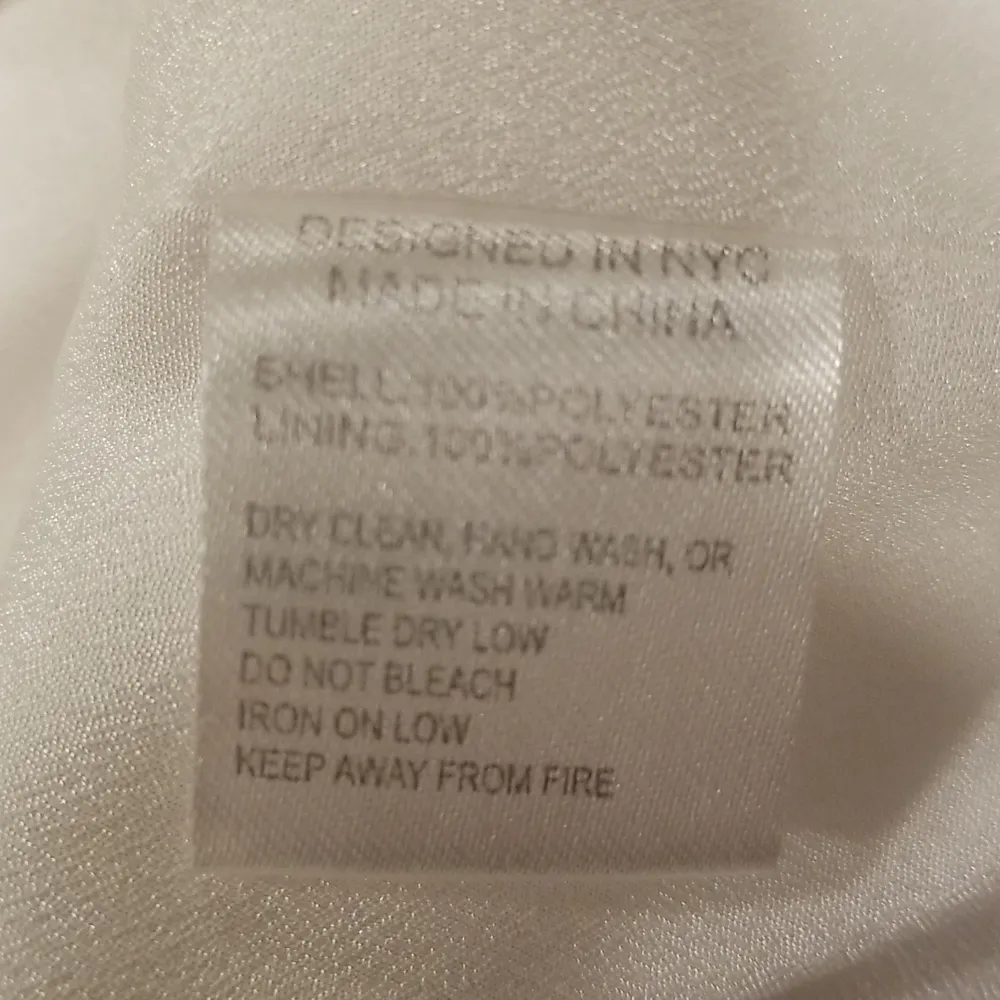 DESIGNED IN NYC
MADE IN CHINA
SHELL:100%POLYESTER
LINING:100%POLYESTER
DRY CLEAN, HAND WASH, OR
MACHINE WASH WARM
TUMBLE DRY LOW
DO NOT BLEACH
IRON ON LOW
KEEP AWAY FROM FIRE